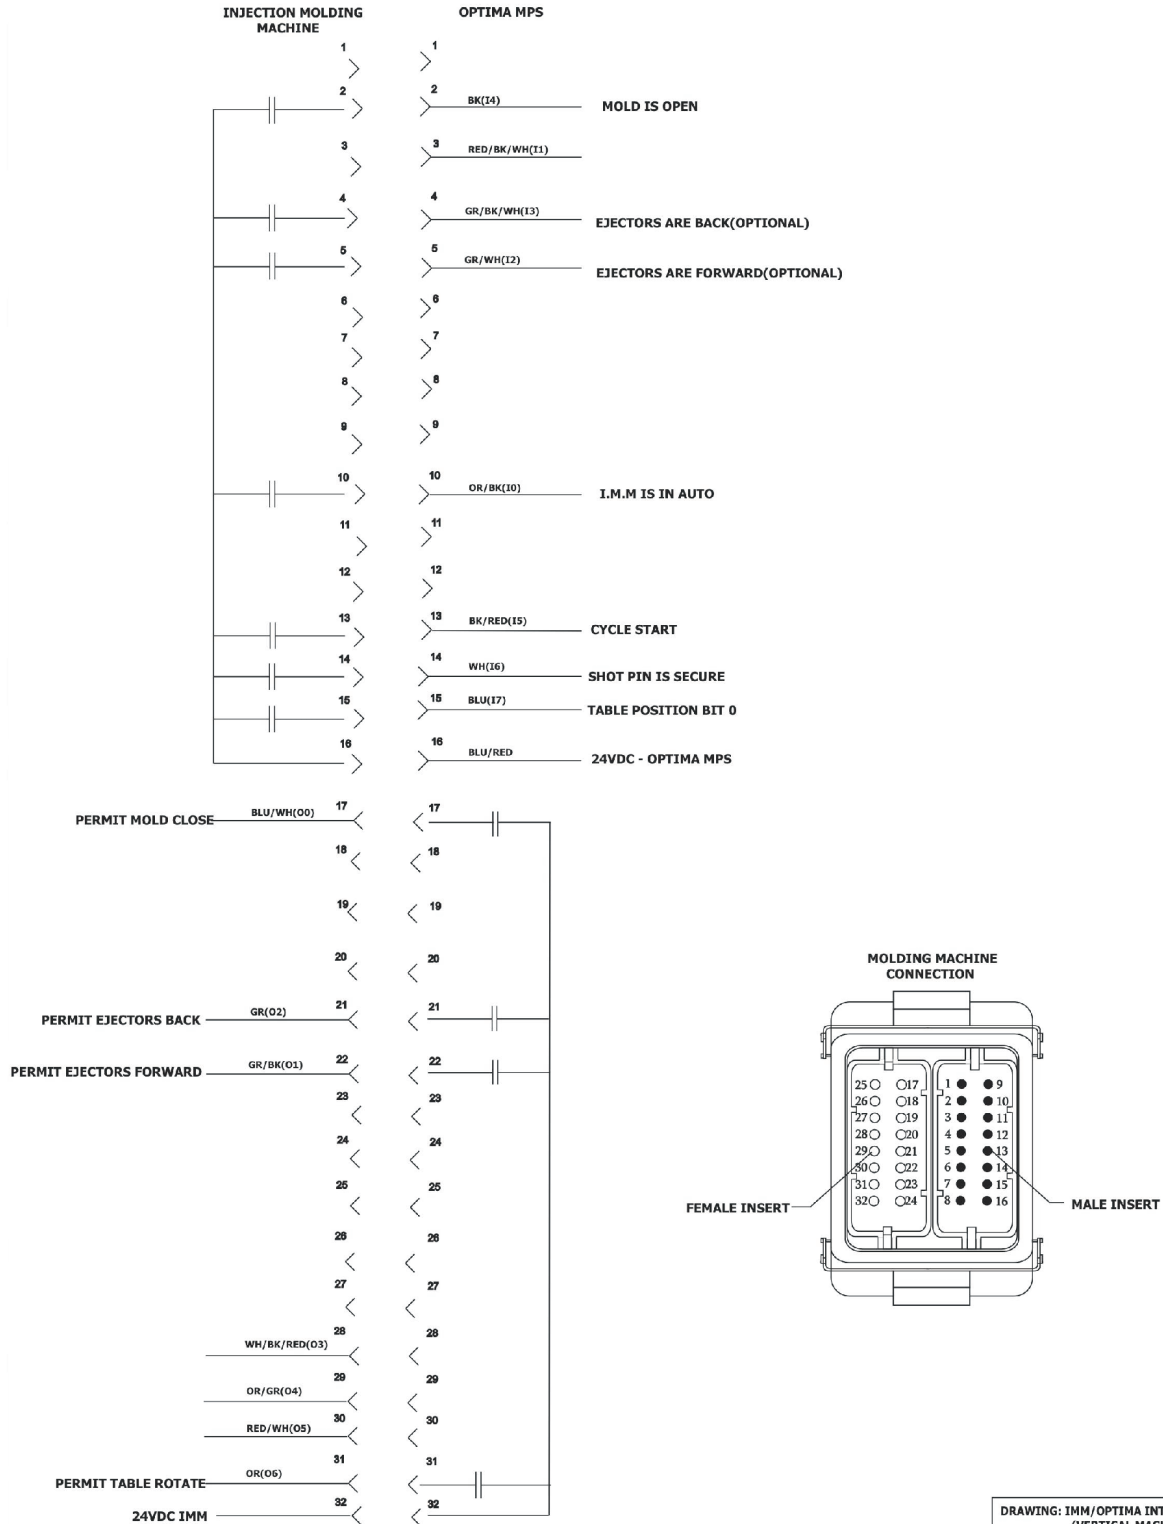 INJECTION MOLDING
MACHINE
OPTIMA MPS
1 1
2 2 BK(I4) MOLD IS OPEN
3 3 RED/BK/WH(I1)
4 4 GR/BK/WH(I3) EJECTORS ARE BACK(OPTIONAL)
5 5 GR/WH(I2) EJECTORS ARE FORWARD(OPTIONAL)
6 6
7 7
8 8
9 9
10 10 OR/BK(I0) I.M.M IS IN AUTO
11 11
12 12
13 13 BK/RED(I5) CYCLE START
14 14 WH(I6) SHOT PIN IS SECURE
15 15 BLU(I7) TABLE POSITION BIT 0
16 16 BLU/RED 24VDC - OPTIMA MPS
PERMIT MOLD CLOSE BLU/WH(O0) 17 17
18 18
19 19
20 20
PERMIT EJECTORS BACK GR(O2) 21 21
PERMIT EJECTORS FORWARD GR/BK(O1) 22 22
23 23
24 24
25 25
26 26
27 27
WH/BK/RED(O3) 28 28
OR/GR(O4) 29 29
RED/WH(O5) 30 30
PERMIT TABLE ROTATE OR(O6) 31 31
24VDC IMM 32 32
MOLDING MACHINE
CONNECTION
25 17 1 9
26 18 2 10
27 19 3 11
28 20 4 12
29 21 5 13
30 22 6 14
31 23 7 15
32 24 8 16
FEMALE INSERT
MALE INSERT
DRAWING: IMM/OPTIMA INT